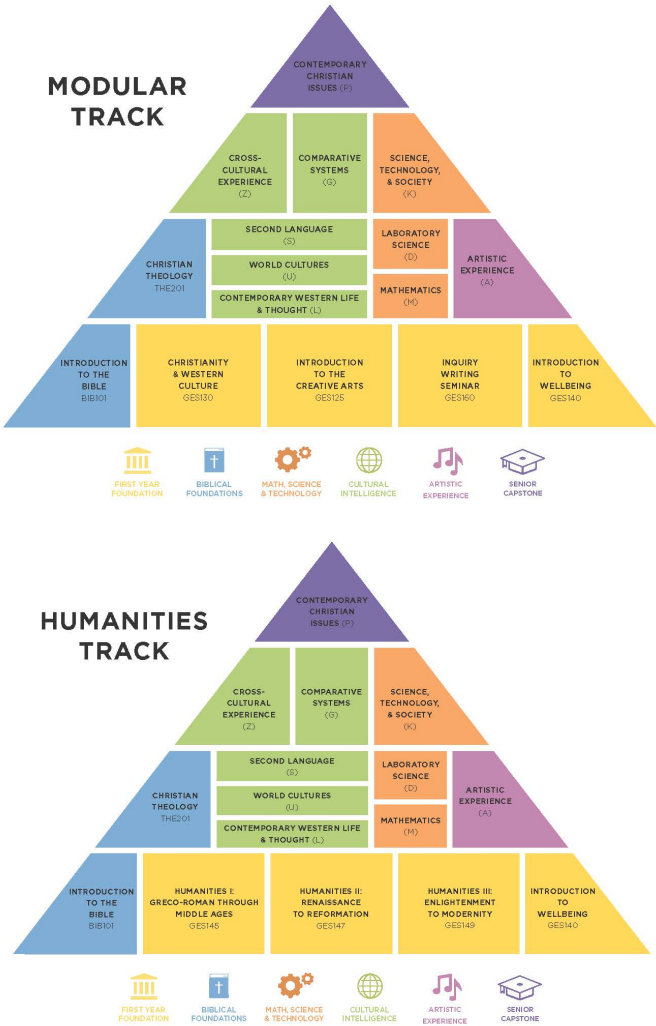 MODULAR
TRACK
CONTEMPORARY
CHRISTIAN
ISSUES (P)
CROSS-
CULTURAL
EXPERIENCE
(Z)
COMPARATIVE
SYSTEMS
(G)
SCIENCE,
TECHNOLOGY,
& SOCIETY
(K)
CHRISTIAN
THEOLOGY
THE201
SECOND LANGUAGE
(S)
WORLD CULTURES
(U)
CONTEMPORARY WESTERN LIFE
& THOUGHT (L)
LABORATORY
SCIENCE
(D)
MATHEMATICS
(M)
ARTISTIC
EXPERIENCE
(A)
INTRODUCTION
TO THE
BIBLE
BIB101
CHRISTIANITY
& WESTERN
CULTURE
GES130
INTRODUCTION
TO THE
CREATIVE ARTS
GES125
INQUIRY
WRITING
SEMINAR
GES160
INTRODUCTION
TO
WELLBEING
GES140
FIRST YEAR
FOUNDATION
BIBLICAL
FOUNDATIONS
MATH, SCIENCE
& TECHNOLOGY
CULTURAL
INTELLIGENCE
ARTISTIC
EXPERIENCE
SENIOR
CAPSTONE
HUMANITIES
TRACK
CONTEMPORARY
CHRISTIAN
ISSUES (P)
CROSS-
CULTURAL
EXPERIENCE
(Z)
COMPARATIVE
SYSTEMS
(G)
SCIENCE,
TECHNOLOGY,
& SOCIETY
(K)
CHRISTIAN
THEOLOGY
THE201
SECOND LANGUAGE
(S)
WORLD CULTURES
(U)
CONTEMPORARY WESTERN LIFE
& THOUGHT (L)
LABORATORY
SCIENCE
(D)
MATHEMATICS
(M)
ARTISTIC
EXPERIENCE
(A)
INTRODUCTION
TO THE
BIBLE
BIB101
HUMANITIES I:
GRECO-ROMAN THROUGH
MIDDLE AGES
GES145
HUMANITIES II:
RENAISSANCE
TO REFORMATION
GES147
HUMANITIES III:
ENLIGHTENMENT
TO MODERNITY
GES149
INTRODUCTION
TO
WELLBEING
GES140
FIRST YEAR
FOUNDATION
BIBLICAL
FOUNDATIONS
MATH, SCIENCE
& TECHNOLOGY
CULTURAL
INTELLIGENCE
ARTISTIC
EXPERIENCE
SENIOR
CAPSTONE